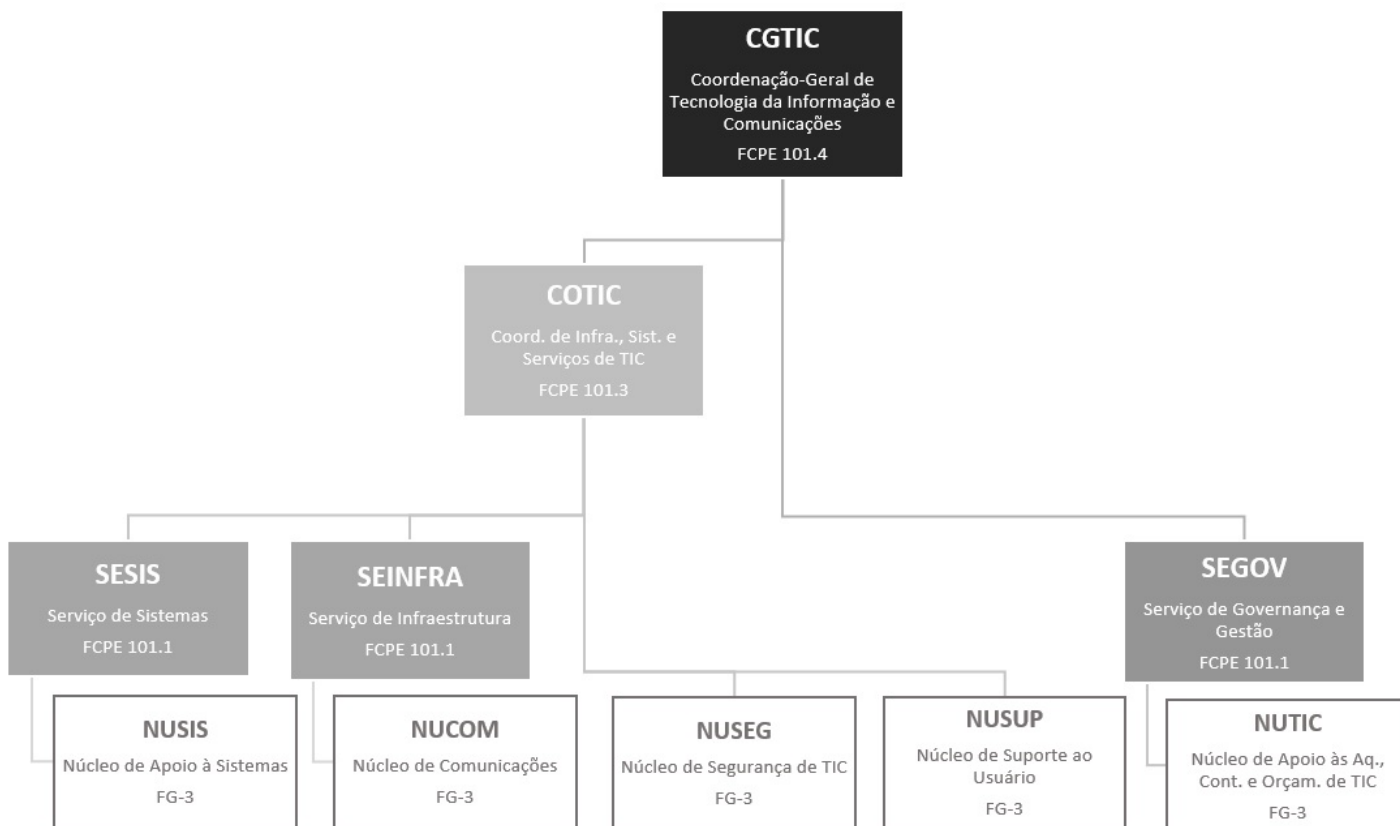 CGTIC
Coordenação-Geral de
Tecnologia da Informação e
Comunicações
FCPE 101.4
COTIC
Coord. de Infra., Sist. e
Serviços de TIC
FCPE 101.3
SESIS
Serviço de Sistemas
FCPE 101.1
SEINFRA
Serviço de Infraestrutura
FCPE 101.1
SEGOV
Serviço de Governança e
Gestão
FCPE 101.1
NUSIS
Núcleo de Apoio à Sistemas
FG-3
NUCOM
Núcleo de Comunicações
FG-3
NUSEG
Núcleo de Segurança de TIC
FG-3
NUSUP
Núcleo de Suporte ao
Usuário
FG-3
NUTIC
Núcleo de Apoio às Aq.,
Cont. e Orçam. de TIC
FG-3